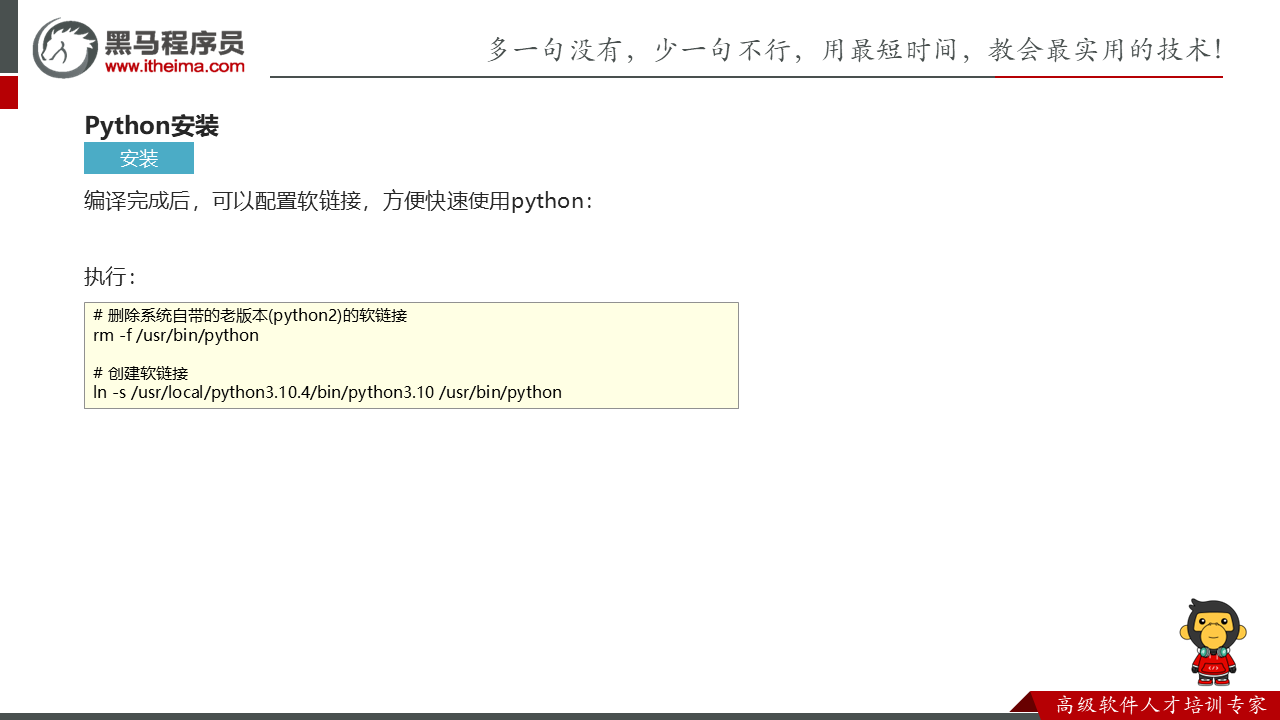 黑马程序员
www.itheima.com
多一句没有，少一句不行，用最短时间，教会最实用的技术！
Python安装
安装
编译完成后，可以配置软链接，方便快速使用python：
执行：
# 删除系统自带的老版本(python2)的软链接
rm -f /usr/bin/python
# 创建软链接
ln -s /usr/local/python3.10.4/bin/python3.10 /usr/bin/python
高级软件人才培训专家